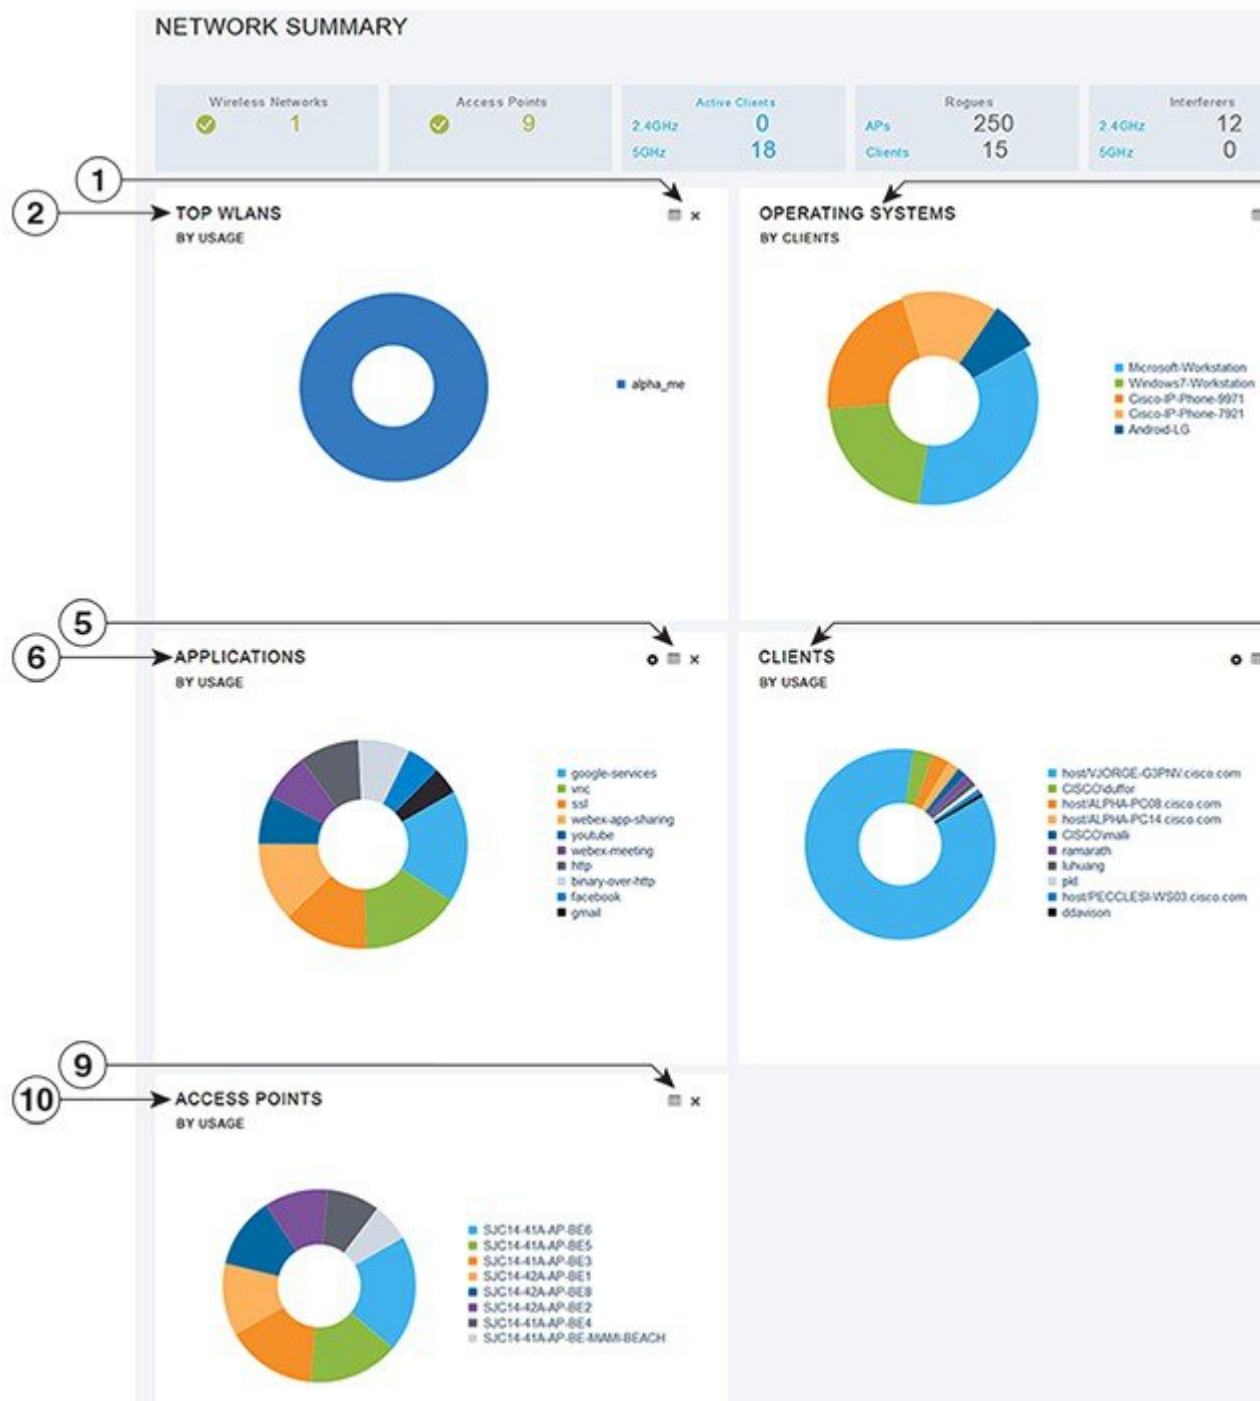 NETWORK SUMMARY
Wireless Networks
1
Access Points
9
Active Clients
2.4GHz 0
5GHz 18
Rogues
APs 250
Clients 15
Interferers
2.4GHz 12
5GHz 0
1
2
TOP WLANS
BY USAGE
alpha_me
OPERATING SYSTEMS
BY CLIENTS
Microsoft-Workstation
Windows7-Workstation
Cisco-IP-Phone-9971
Cisco-IP-Phone-7921
Android-LG
5
6
APPLICATIONS
BY USAGE
google-services
vnc
ssl
webex-app-sharing
youtube
webex-meeting
http
binary-over-http
facebook
gmail
CLIENTS
BY USAGE
host/VJORGE-G3PNV.cisco.com
CISCO\duffor
host/ALPHA-PC08.cisco.com
host/ALPHA-PC14.cisco.com
CISCO\malli
ramarath
luhuang
pkl
host/PECCLESI-WS03.cisco.com
ddavison
9
10
ACCESS POINTS
BY USAGE
SJC14-41A-AP-BE6
SJC14-41A-AP-BE5
SJC14-41A-AP-BE3
SJC14-42A-AP-BE1
SJC14-42A-AP-BE8
SJC14-42A-AP-BE2
SJC14-41A-AP-BE4
SJC14-41A-AP-BE-MAMI-BEACH